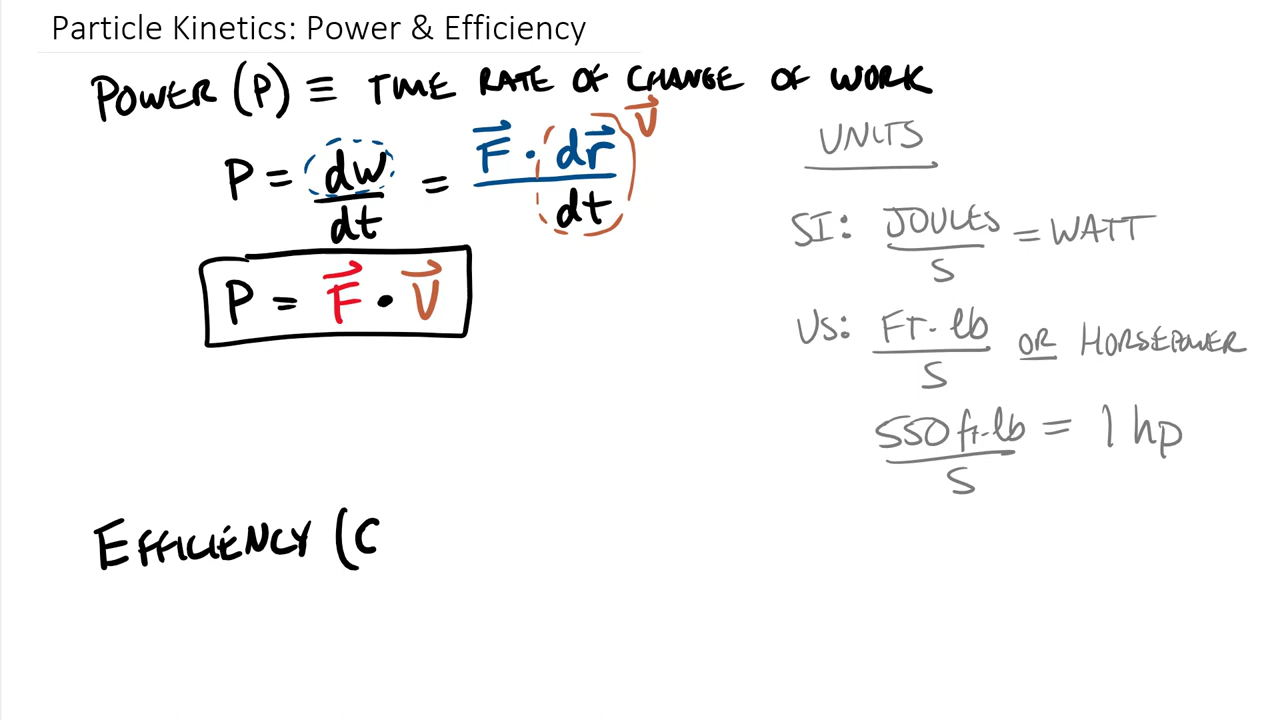 Particle Kinetics: Power & Efficiency
POWER (P) ≡ TIME RATE OF CHANGE OF WORK
P = dw/dt = F⃗ · dr⃗/dt V⃗
P = F⃗ · V⃗
UNITS
SI: JOULES/S = WATT
US: FT·lb/S OR HORSEPOWER
550 ft·lb/S = 1 hp
EFFICIENCY (C